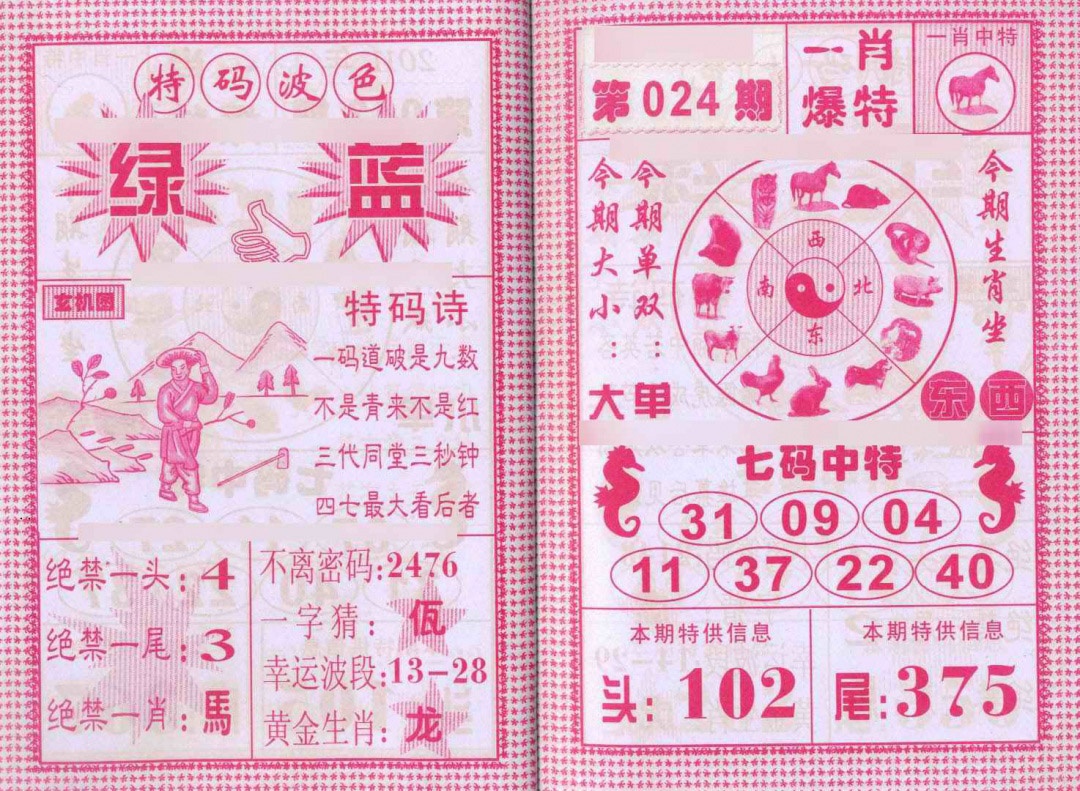 特码波色
绿 蓝
玄机图
特码诗
一码道破是九数
不是青来不是红
三代同堂三秒钟
四七最大看后者
绝禁一头:4
绝禁一尾:3
绝禁一肖:馬
不离密码:2476
一字猜:佤
幸运波段:13-28
黄金生肖:龙
第024期
一肖
爆特
一肖中特
今期大小:大
今期单双:单
西
南 北
东
今期生肖坐
东西
七码中特
31 09 04
11 37 22 40
本期特供信息
头:102
本期特供信息
尾:375